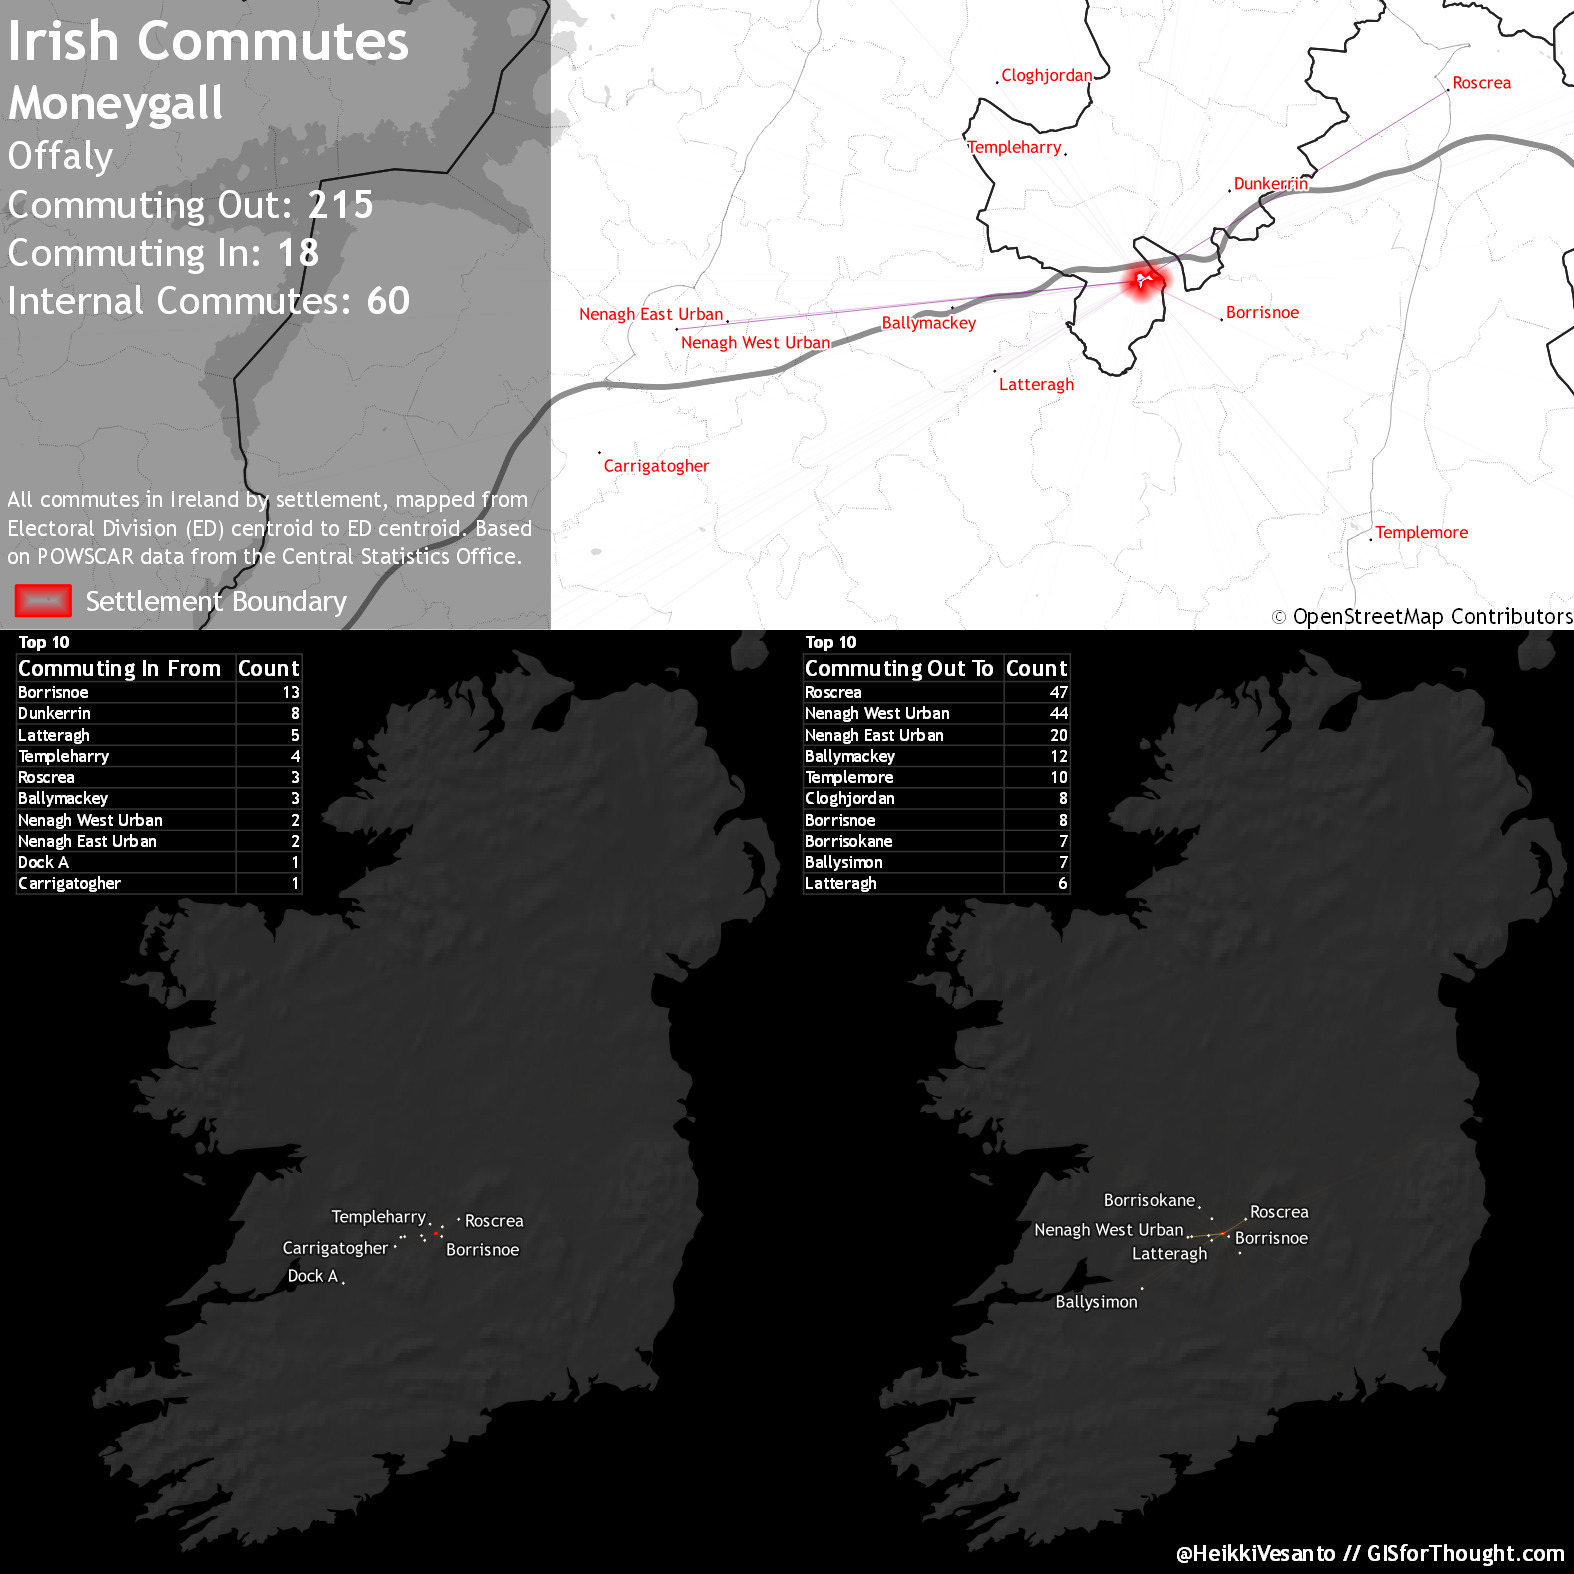 Irish Commutes
Moneygall
Offaly
Commuting Out: 215
Commuting In: 18
Internal Commutes: 60
All commutes in Ireland by settlement, mapped from
Electoral Division (ED) centroid to ED centroid. Based
on POWSCAR data from the Central Statistics Office.
Settlement Boundary
Cloghjordan
Roscrea
Templeharry
Dunkerrin
Nenagh East Urban
Borrisnoe
Ballymackey
Nenagh West Urban
Latteragh
Carrigatogher
Templemore
© OpenStreetMap Contributors
Top 10
Commuting In From Count
Borrisnoe 13
Dunkerrin 8
Latteragh 5
Templeharry 4
Roscrea 3
Ballymackey 3
Nenagh West Urban 2
Nenagh East Urban 2
Dock A 1
Carrigatogher 1
Top 10
Commuting Out To Count
Roscrea 47
Nenagh West Urban 44
Nenagh East Urban 20
Ballymackey 12
Templemore 10
Cloghjordan 8
Borrisnoe 8
Borrisokane 7
Ballysimon 7
Latteragh 6
Templeharry
Roscrea
Carrigatogher
Borrisnoe
Dock A
Borrisokane
Roscrea
Nenagh West Urban
Borrisnoe
Latteragh
Ballysimon
@HeikkiVesanto // GISforThought.com